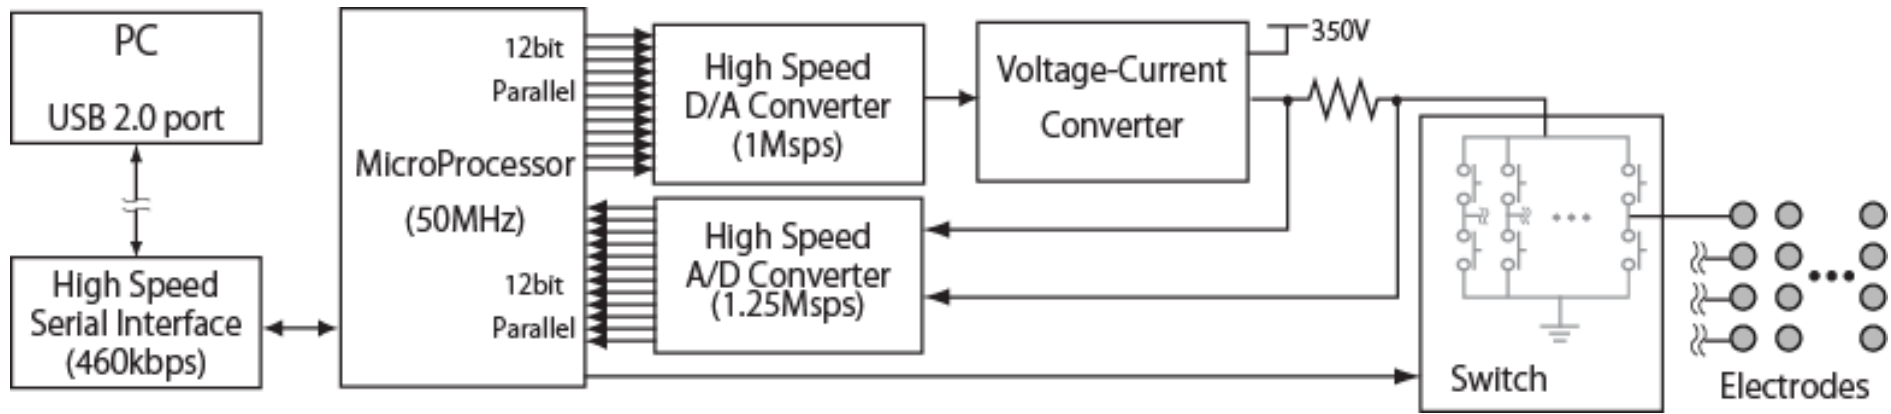 PC
USB 2.0 port
High Speed
Serial Interface
(460kbps)
MicroProcessor
(50MHz)
12bit
Parallel
12bit
Parallel
High Speed
D/A Converter
(1Msps)
High Speed
A/D Converter
(1.25Msps)
Voltage-Current
Converter
350V
Switch
Electrodes